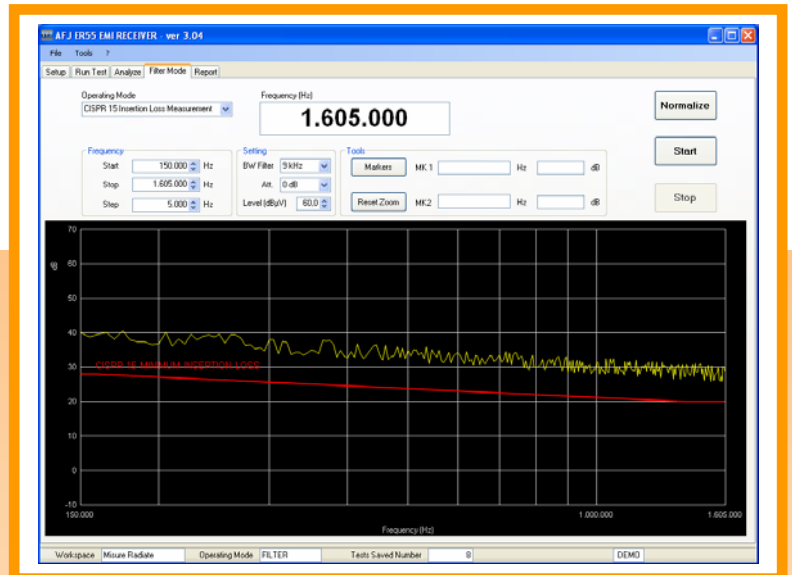 AFJ ER55 EMI RECEIVER - ver 3.04
File Tools ?
Setup Run Test Analyze Filter Mode Report
Operating Mode
CISPR 15 Insertion Loss Measurement
Frequency (Hz)
1.605.000
Normalize
Frequency
Start 150.000 Hz
Stop 1.605.000 Hz
Step 5.000 Hz
Setting
BW Filter 9 kHz
Att. 0 dB
Level (dBµV) 60,0
Tools
Markers MK 1 Hz dB
Reset Zoom MK2 Hz dB
Start
Stop
70
dB
60
50
40
30
CISPR 15 MINIMUM INSERTION LOSS
20
10
0
-10
150.000 1.000.000 1.605.000
Frequency (Hz)
Workspace Misure Radiate Operating Mode FILTER Tests Saved Number 8 DEMO